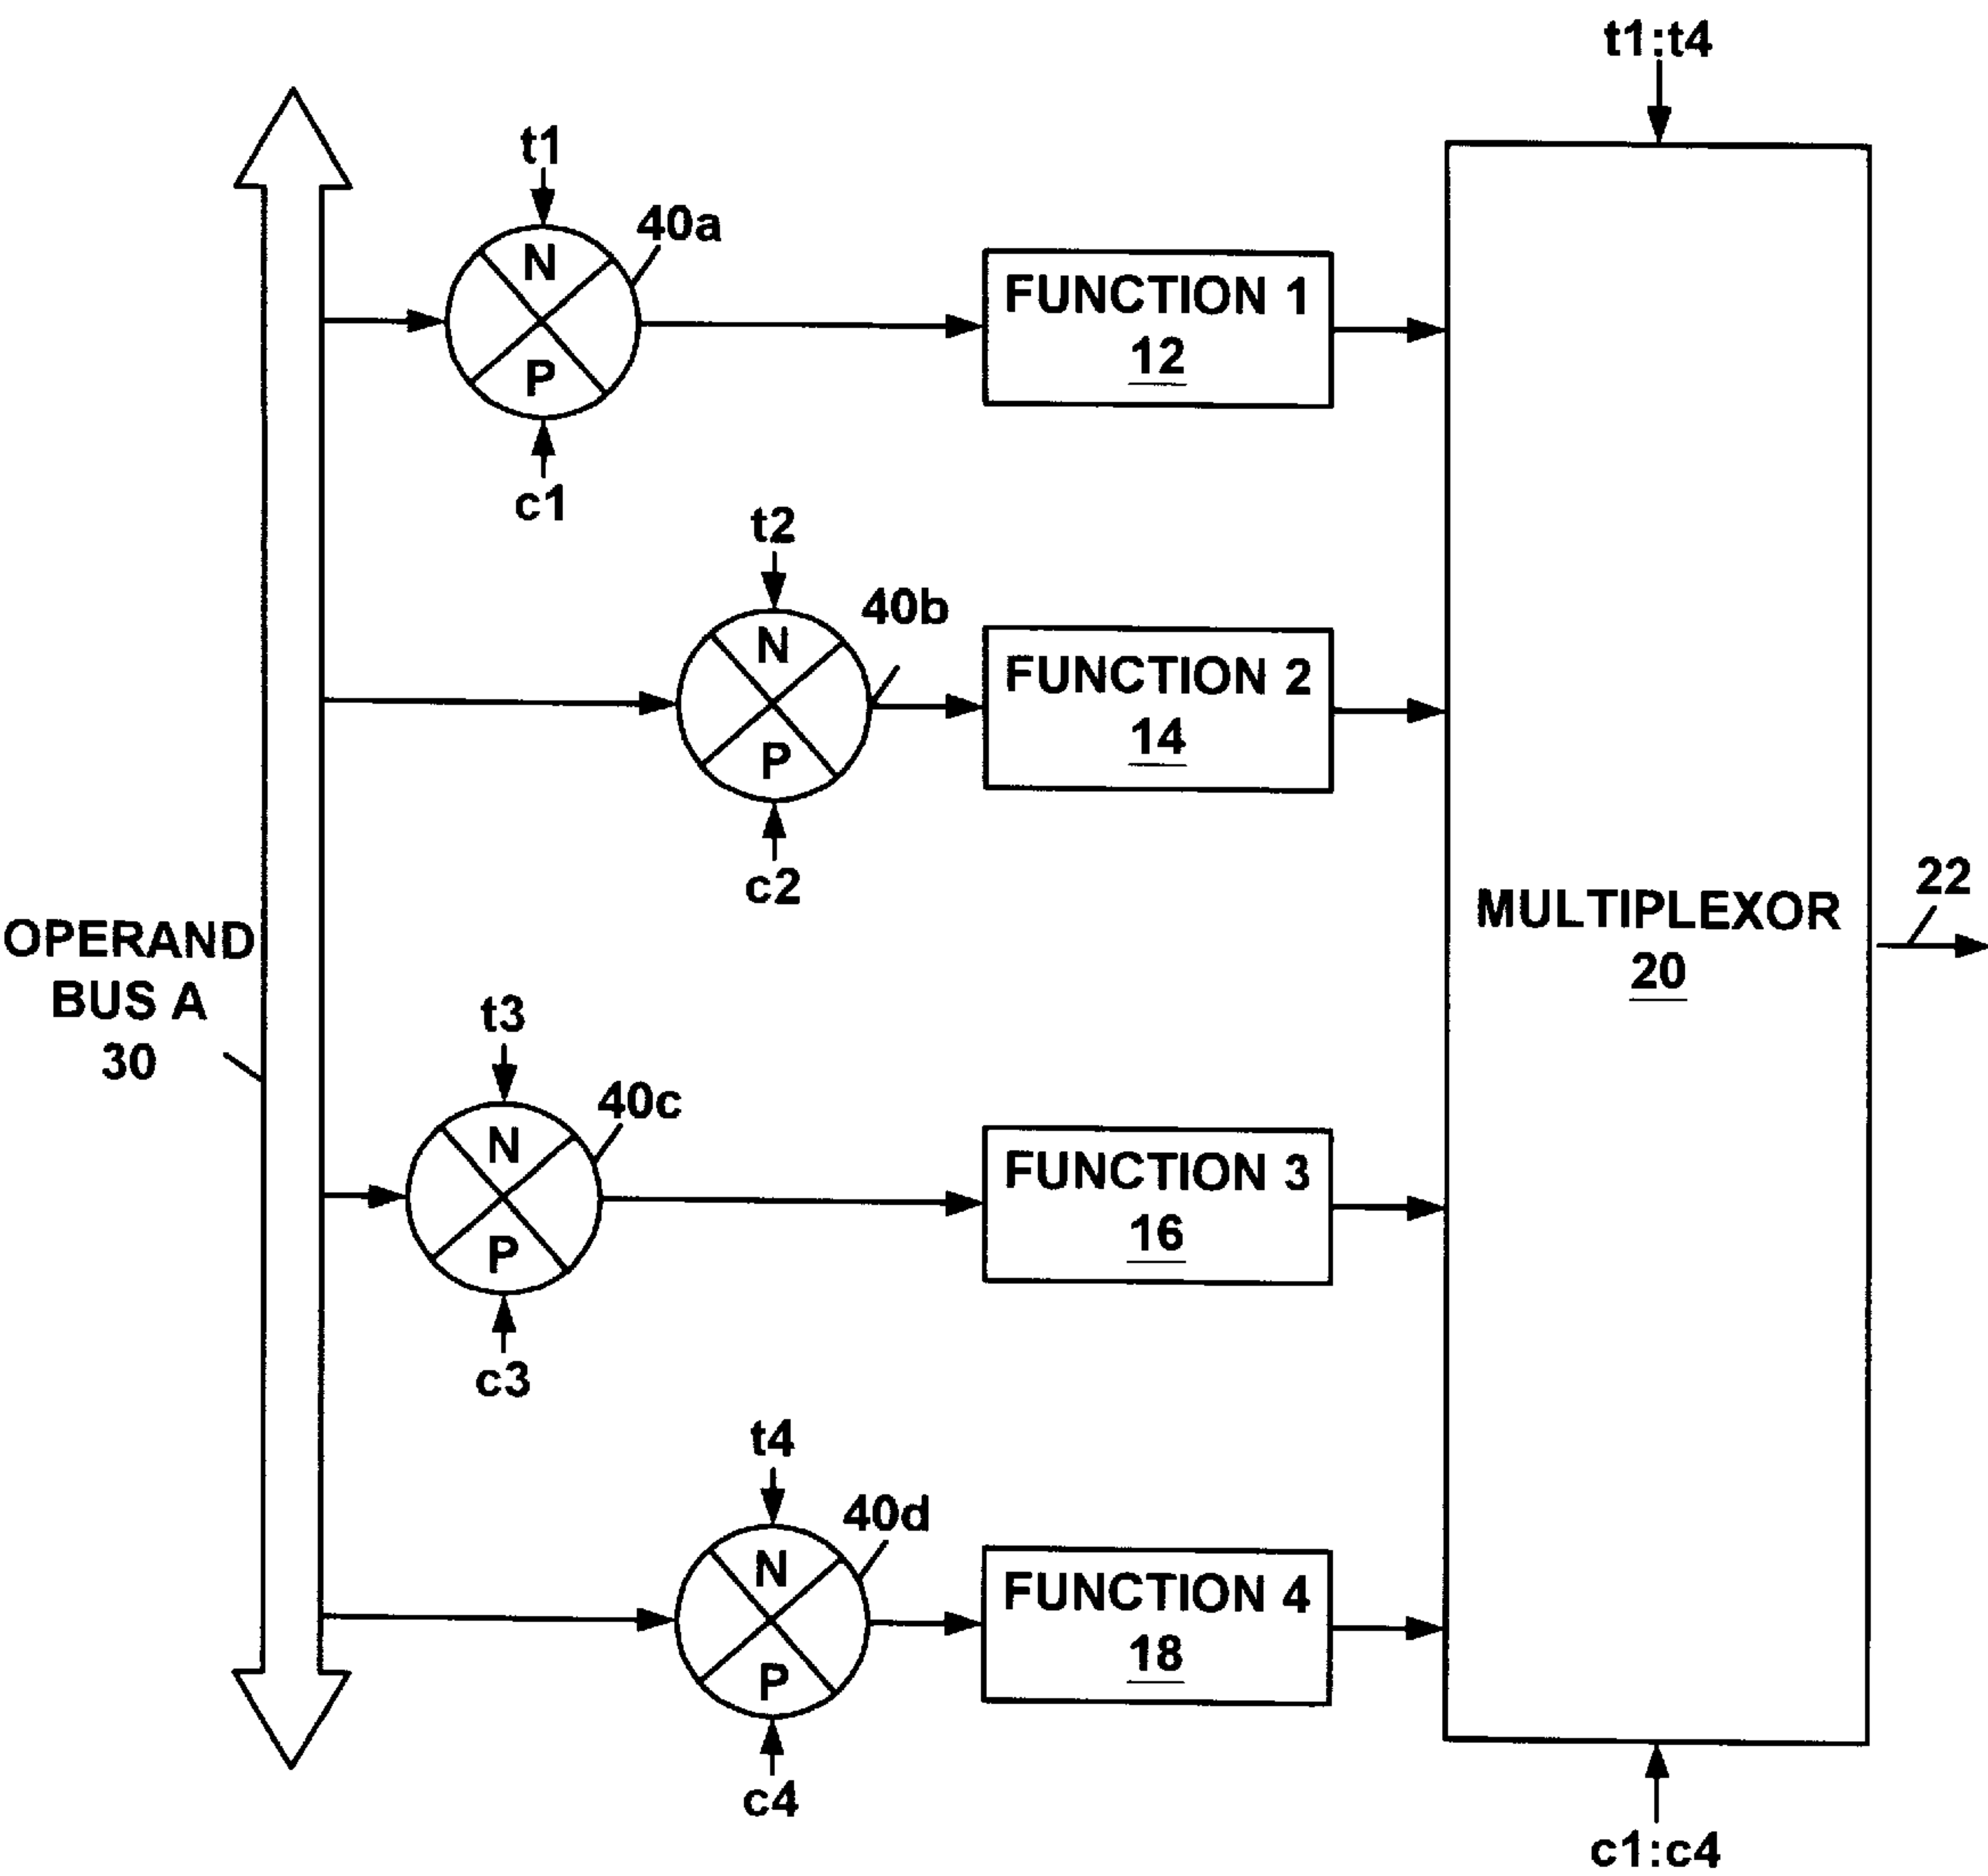 t1:t4
t1
40a
N
P
c1
FUNCTION 1
12
t2
40b
N
P
c2
FUNCTION 2
14
OPERAND
BUS A
30
MULTIPLEXOR
20
22
t3
40c
N
P
c3
FUNCTION 3
16
t4
40d
N
P
c4
FUNCTION 4
18
c1:c4